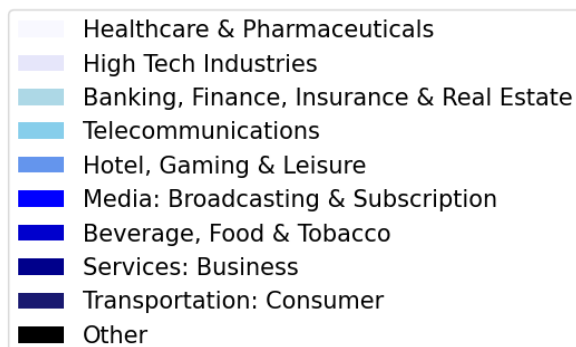 Healthcare & Pharmaceuticals
High Tech Industries
Banking, Finance, Insurance & Real Estate
Telecommunications
Hotel, Gaming & Leisure
Media: Broadcasting & Subscription
Beverage, Food & Tobacco
Services: Business
Transportation: Consumer
Other